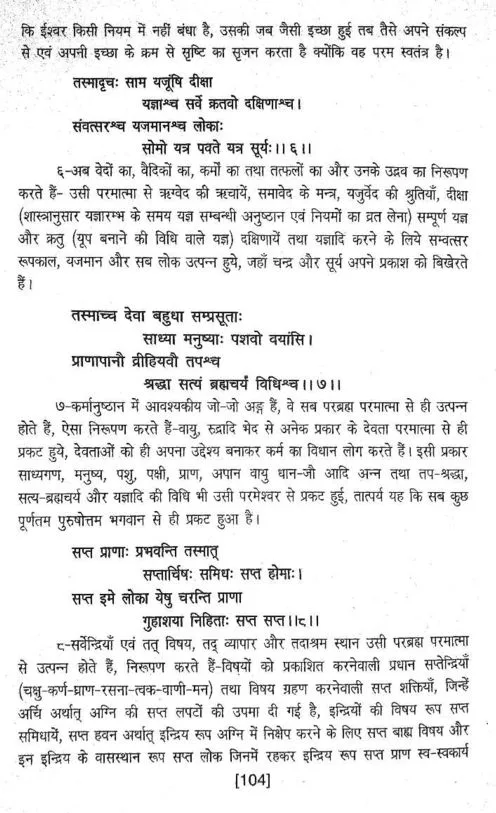 कि ईश्वर किसी नियम में नहीं बंधा है, उसकी जब जैसी इच्छा हुई तब तैसे अपने संकल्प
से एवं अपनी इच्छा के क्रम से सृष्टि का सृजन करता है क्योंकि वह परम स्वतंत्र है।
तस्मादृचः साम यजूंषि दीक्षा
यज्ञाश्च सर्वे क्रतवो दक्षिणाश्च।
संवत्सरश्च यजमानश्च लोकाः
सोमो यत्र पवते यत्र सूर्यः।।६।।
६-अब वेदों का, वैदिकों का, कर्मों का तथा तत्फलों का और उनके उद्रव का निरूपण
करते हैं- उसी परमात्मा से ऋग्वेद की ऋचायें, सामावेद के मन्त्र, यजुर्वेद की श्रुतियाँ, दीक्षा
(शास्त्रानुसार यज्ञारम्भ के समय यज्ञ सम्बन्धी अनुष्ठान एवं नियमों का व्रत लेना) सम्पूर्ण यज्ञ
और क्रतु (यूप बनाने की विधि वाले यज्ञ) दक्षिणायें तथा यज्ञादि करने के लिये सम्वत्सर
रूपकाल, यजमान और सब लोक उत्पन्न हुये, जहाँ चन्द्र और सूर्य अपने प्रकाश को बिखेरते
हैं।
तस्माच्च देवा बहुधा सम्प्रसूताः
साध्या मनुष्याः पशवो वयांसि।
प्राणापानौ व्रीहियवी तपश्च
श्रद्धा सत्यं ब्रह्मचर्यं विधिश्च।।७।।
७-कर्मानुष्ठान में आवश्यकीय जो-जो अङ्ग हैं, वे सब परब्रह्म परमात्मा से ही उत्पन्न
होते हैं, ऐसा निरूपण करते हैं-वायु, रुद्रादि भेद से अनेक प्रकार के देवता परमात्मा से ही
प्रकट हुये, देवताओं को ही अपना उद्देश्य बनाकर कर्म का विधान लोग करते हैं। इसी प्रकार
साध्यगण, मनुष्य, पशु, पक्षी, प्राण, अपान वायु धान-जौ आदि अन्न तथा तप-श्रद्धा,
सत्य-ब्रह्मचर्य और यज्ञादि की विधि भी उसी परमेश्वर से प्रकट हुई, तात्पर्य यह कि सब कुछ
पूर्णतम पुरुषोत्तम भगवान से ही प्रकट हुआ है।
सप्त प्राणाः प्रभवन्ति तस्मात्
सप्तार्चिषः समिधः सप्त होमाः।
सप्त इमे लोका येषु चरन्ति प्राणा
गुहाशया निहिताः सप्त सप्त।।८।।
८-सर्वेन्द्रियाँ एवं तत् विषय, तद् व्यापार और तदाश्रम स्थान उसी परब्रह्म परमात्मा
से उत्पन्न होते हैं, निरूपण करते हैं-विषयों को प्रकाशित करनेवाली प्रधान सप्तेन्द्रियाँ
(चक्षु-कर्ण-घ्राण-रसना-त्वक-वाणी-मन) तथा विषय ग्रहण करनेवाली सप्त शक्तियाँ, जिन्हें
अर्चि अर्थात् अग्नि की सप्त लपटों की उपमा दी गई है, इन्द्रियों की विषय रूप सप्त
समिधायें, सप्त हवन अर्थात् इन्द्रिय रूप अग्नि में निक्षेप करने के लिए सप्त बाह्य विषय और
इन इन्द्रिय के वासस्थान रूप सप्त लोक जिनमें रहकर इन्द्रिय रूप सप्त प्राण स्व-स्वकार्य
[104]